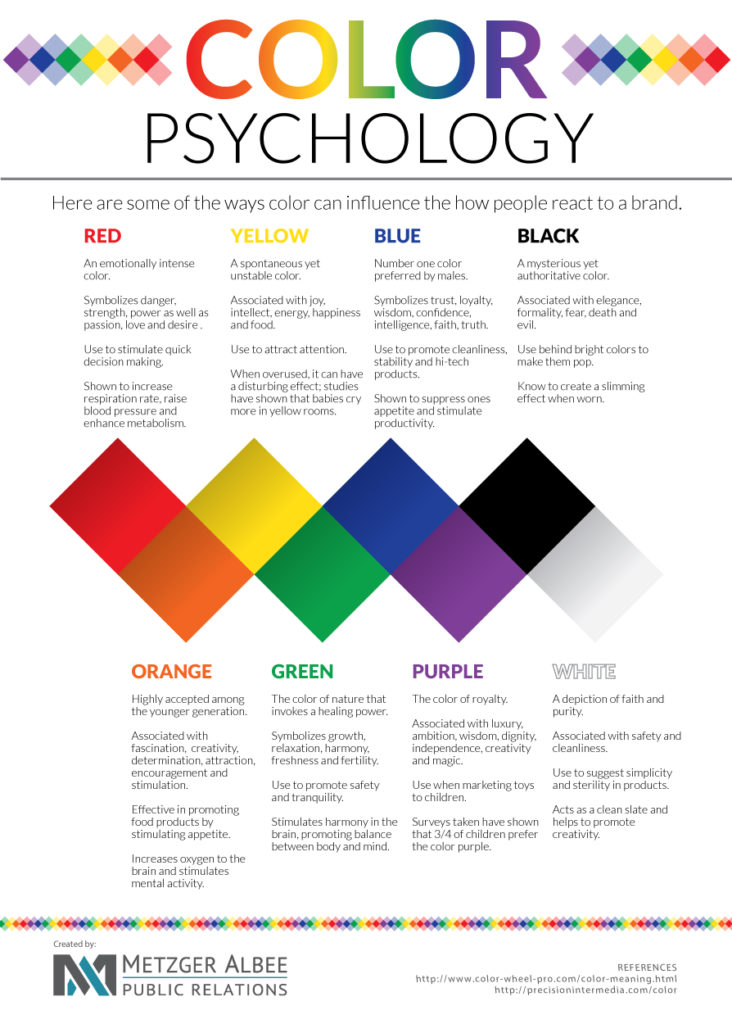 COLOR
PSYCHOLOGY
Here are some of the ways color can influence the how people react to a brand.
RED
An emotionally intense
color.
Symbolizes danger,
strength, power as well as
passion, love and desire .
Use to stimulate quick
decision making.
Shown to increase
respiration rate, raise
blood pressure and
enhance metabolism.
YELLOW
A spontaneous yet
unstable color.
Associated with joy,
intellect, energy, happiness
and food.
Use to attract attention.
When overused, it can have
a disturbing effect; studies
have shown that babies cry
more in yellow rooms.
BLUE
Number one color
preferred by males.
Symbolizes trust, loyalty,
wisdom, confidence,
intelligence, faith, truth.
Use to promote cleanliness,
stability and hi-tech
products.
Shown to suppress ones
appetite and stimulate
productivity.
BLACK
A mysterious yet
authoritative color.
Associated with elegance,
formality, fear, death and
evil.
Use behind bright colors to
make them pop.
Know to create a slimming
effect when worn.
ORANGE
Highly accepted among
the younger generation.
Associated with
fascination, creativity,
determination, attraction,
encouragement and
stimulation.
Effective in promoting
food products by
stimulating appetite.
Increases oxygen to the
brain and stimulates
mental activity.
GREEN
The color of nature that
invokes a healing power.
Symbolizes growth,
relaxation, harmony,
freshness and fertility.
Use to promote safety
and tranquility.
Stimulates harmony in the
brain, promoting balance
between body and mind.
PURPLE
The color of royalty.
Associated with luxury,
ambition, wisdom, dignity,
independence, creativity
and magic.
Use when marketing toys
to children.
Surveys taken have shown
that 3/4 of children prefer
the color purple.
WHITE
A depiction of faith and
purity.
Associated with safety and
cleanliness.
Use to suggest simplicity
and sterility in products.
Acts as a clean slate and
helps to promote
creativity.
Created by:
METZGER ALBEE
PUBLIC RELATIONS
REFERENCES
http://www.color-wheel-pro.com/color-meaning.html
http://precisionintermedia.com/color